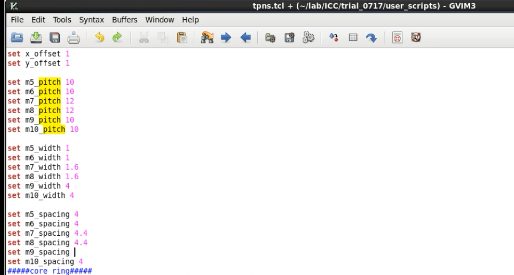 tpns.tcl + (~/lab/ICC/trial_0717/user_scripts) - GVIM3
File Edit Tools Syntax Buffers Window Help
set x_offset 1
set y_offset 1
set m5_pitch 10
set m6_pitch 10
set m7_pitch 12
set m8_pitch 12
set m9_pitch 10
set m10_pitch 10
set m5_width 1
set m6_width 1
set m7_width 1.6
set m8_width 1.6
set m9_width 4
set m10_width 4
set m5_spacing 4
set m6_spacing 4
set m7_spacing 4.4
set m8_spacing 4.4
set m9_spacing
set m10_spacing 4
#####core ring#####